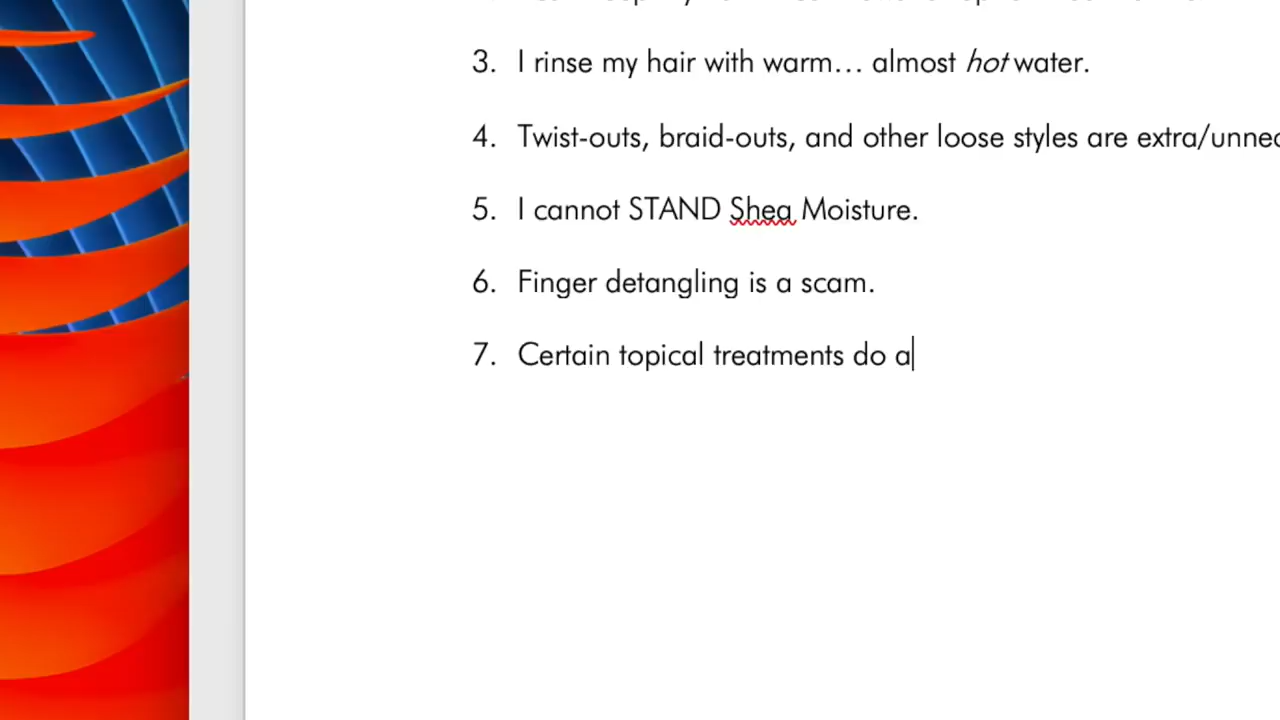 3. I rinse my hair with warm... almost hot water.
4. Twist-outs, braid-outs, and other loose styles are extra/unnec
5. I cannot STAND Shea Moisture.
6. Finger detangling is a scam.
7. Certain topical treatments do a